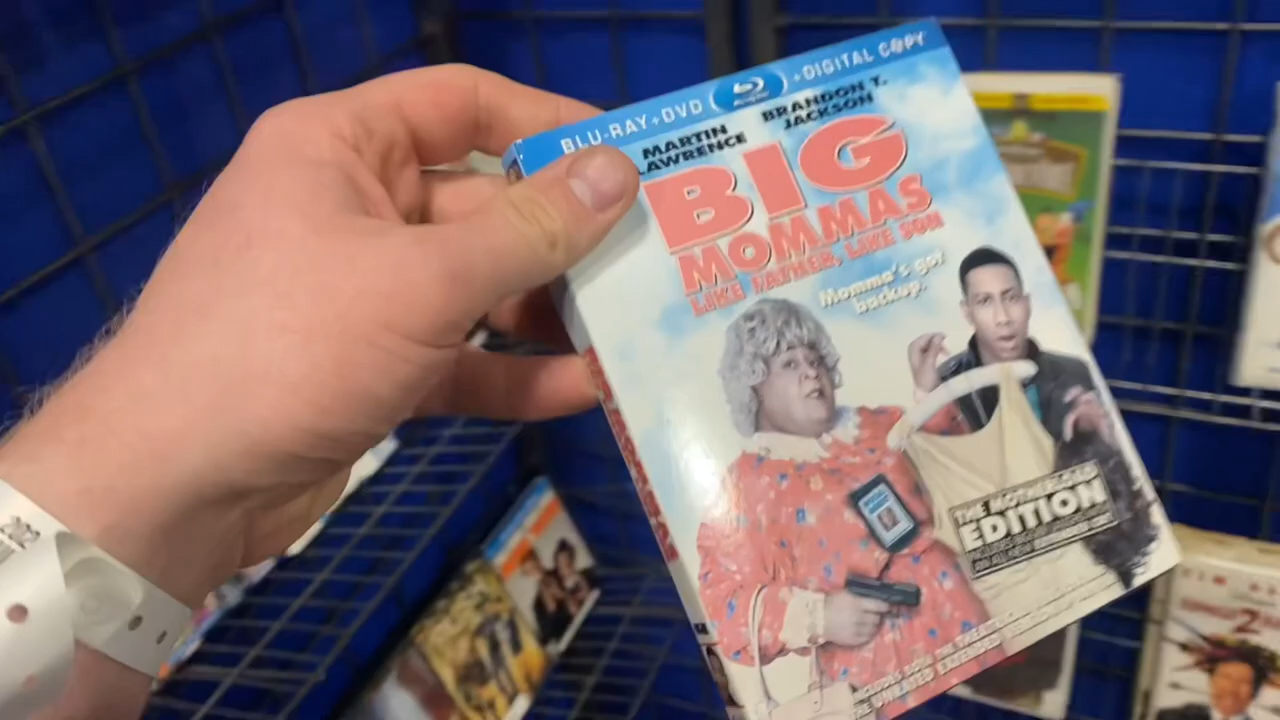 BLU-RAY + DVD
+ DIGITAL COPY
MARTIN
LAWRENCE
BRANDON T.
JACKSON
BIG
MOMMAS
LIKE FATHER, LIKE SON
Momma's got
backup.
THE MOTHERLOAD
EDITION
2